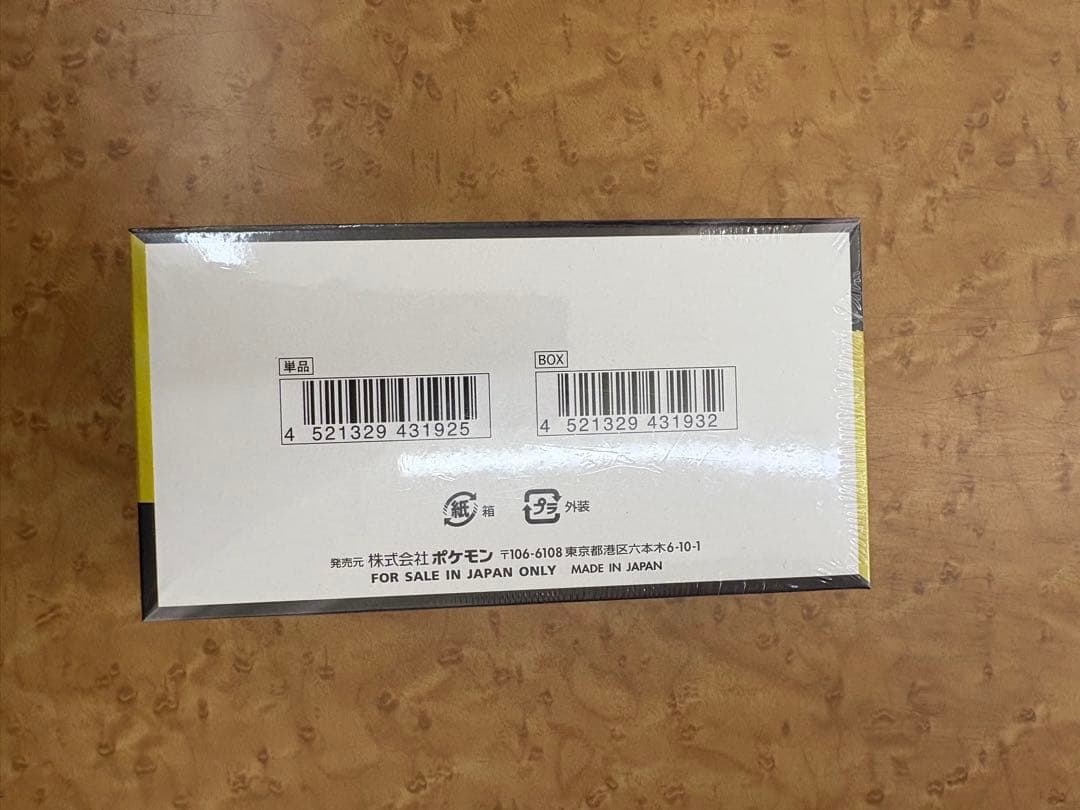 単品
4 521329 431925
BOX
4 521329 431932
紙 箱
プラ 外装
発売元 株式会社ポケモン 〒106-6108 東京都港区六本木6-10-1
FOR SALE IN JAPAN ONLY MADE IN JAPAN